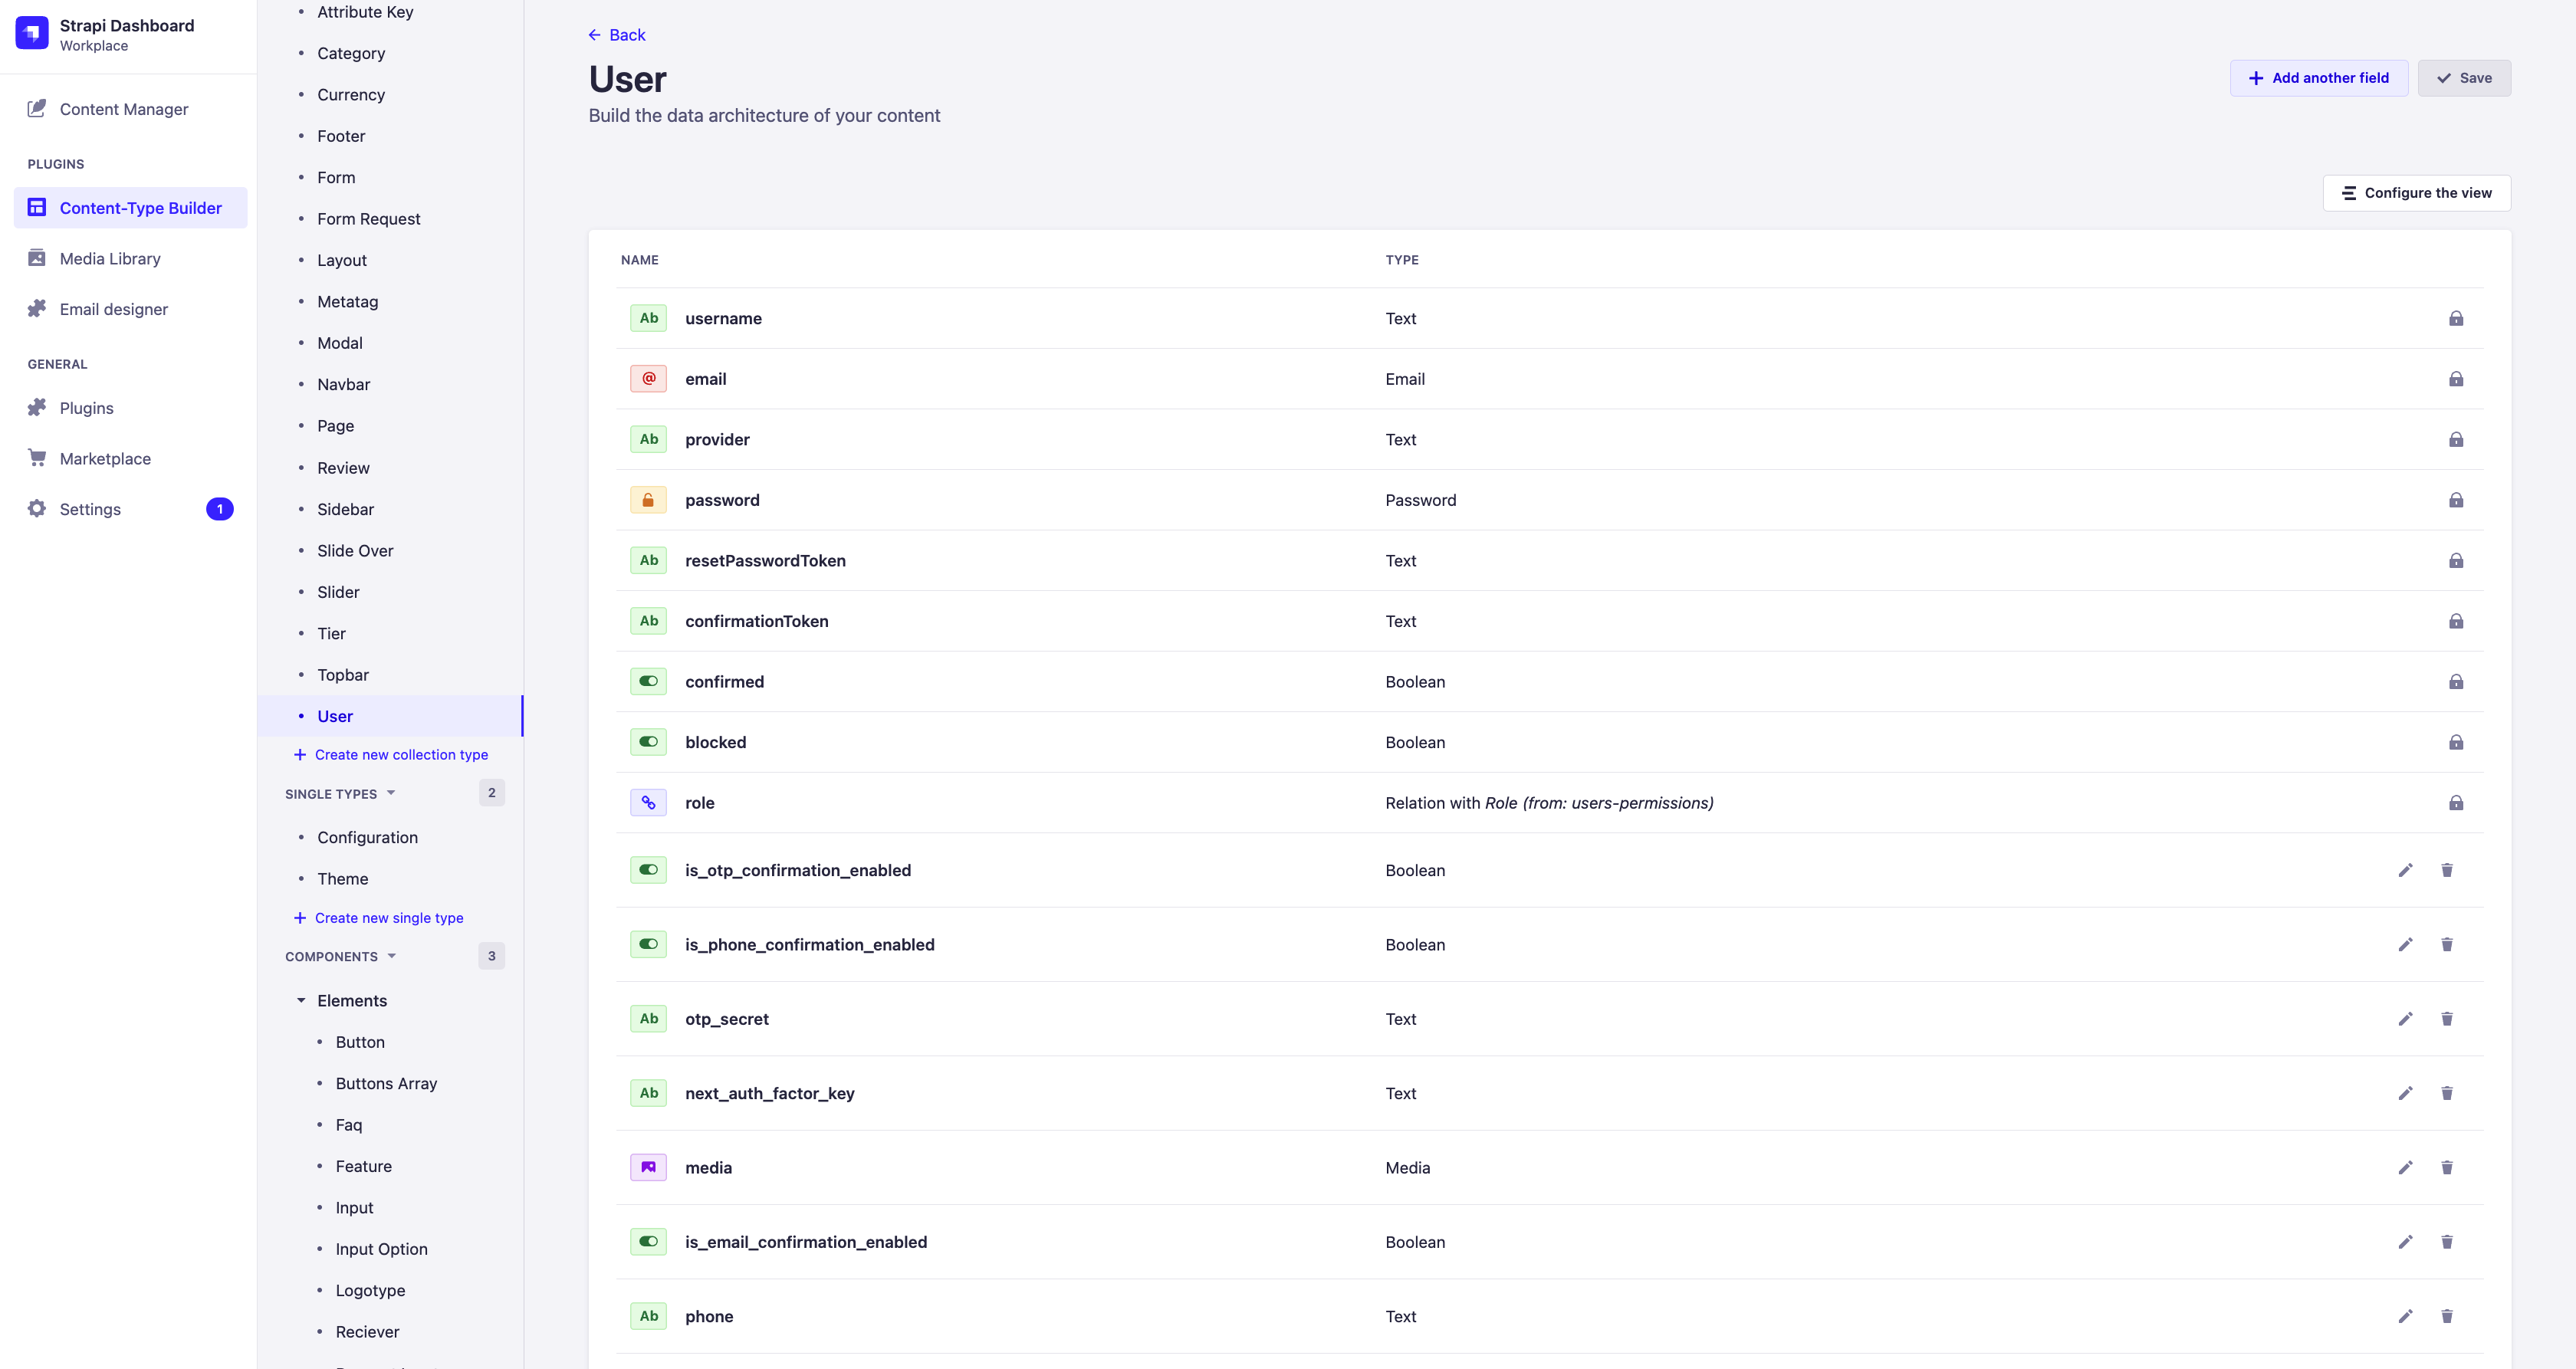 Strapi Dashboard
Workplace
Content Manager
PLUGINS
Content-Type Builder
Media Library
Email designer
GENERAL
Plugins
Marketplace
Settings
1
Attribute Key
Category
Currency
Footer
Form
Form Request
Layout
Metatag
Modal
Navbar
Page
Review
Sidebar
Slide Over
Slider
Tier
Topbar
User
Create new collection type
SINGLE TYPES 2
Configuration
Theme
Create new single type
COMPONENTS 3
Elements
Button
Buttons Array
Faq
Feature
Input
Input Option
Logotype
Reciever
Back
User
Build the data architecture of your content
Add another field
Save
Configure the view
NAME TYPE
Ab username Text
@ email Email
Ab provider Text
password Password
Ab resetPasswordToken Text
Ab confirmationToken Text
confirmed Boolean
blocked Boolean
role Relation with Role (from: users-permissions)
is_otp_confirmation_enabled Boolean
is_phone_confirmation_enabled Boolean
Ab otp_secret Text
Ab next_auth_factor_key Text
media Media
is_email_confirmation_enabled Boolean
Ab phone Text